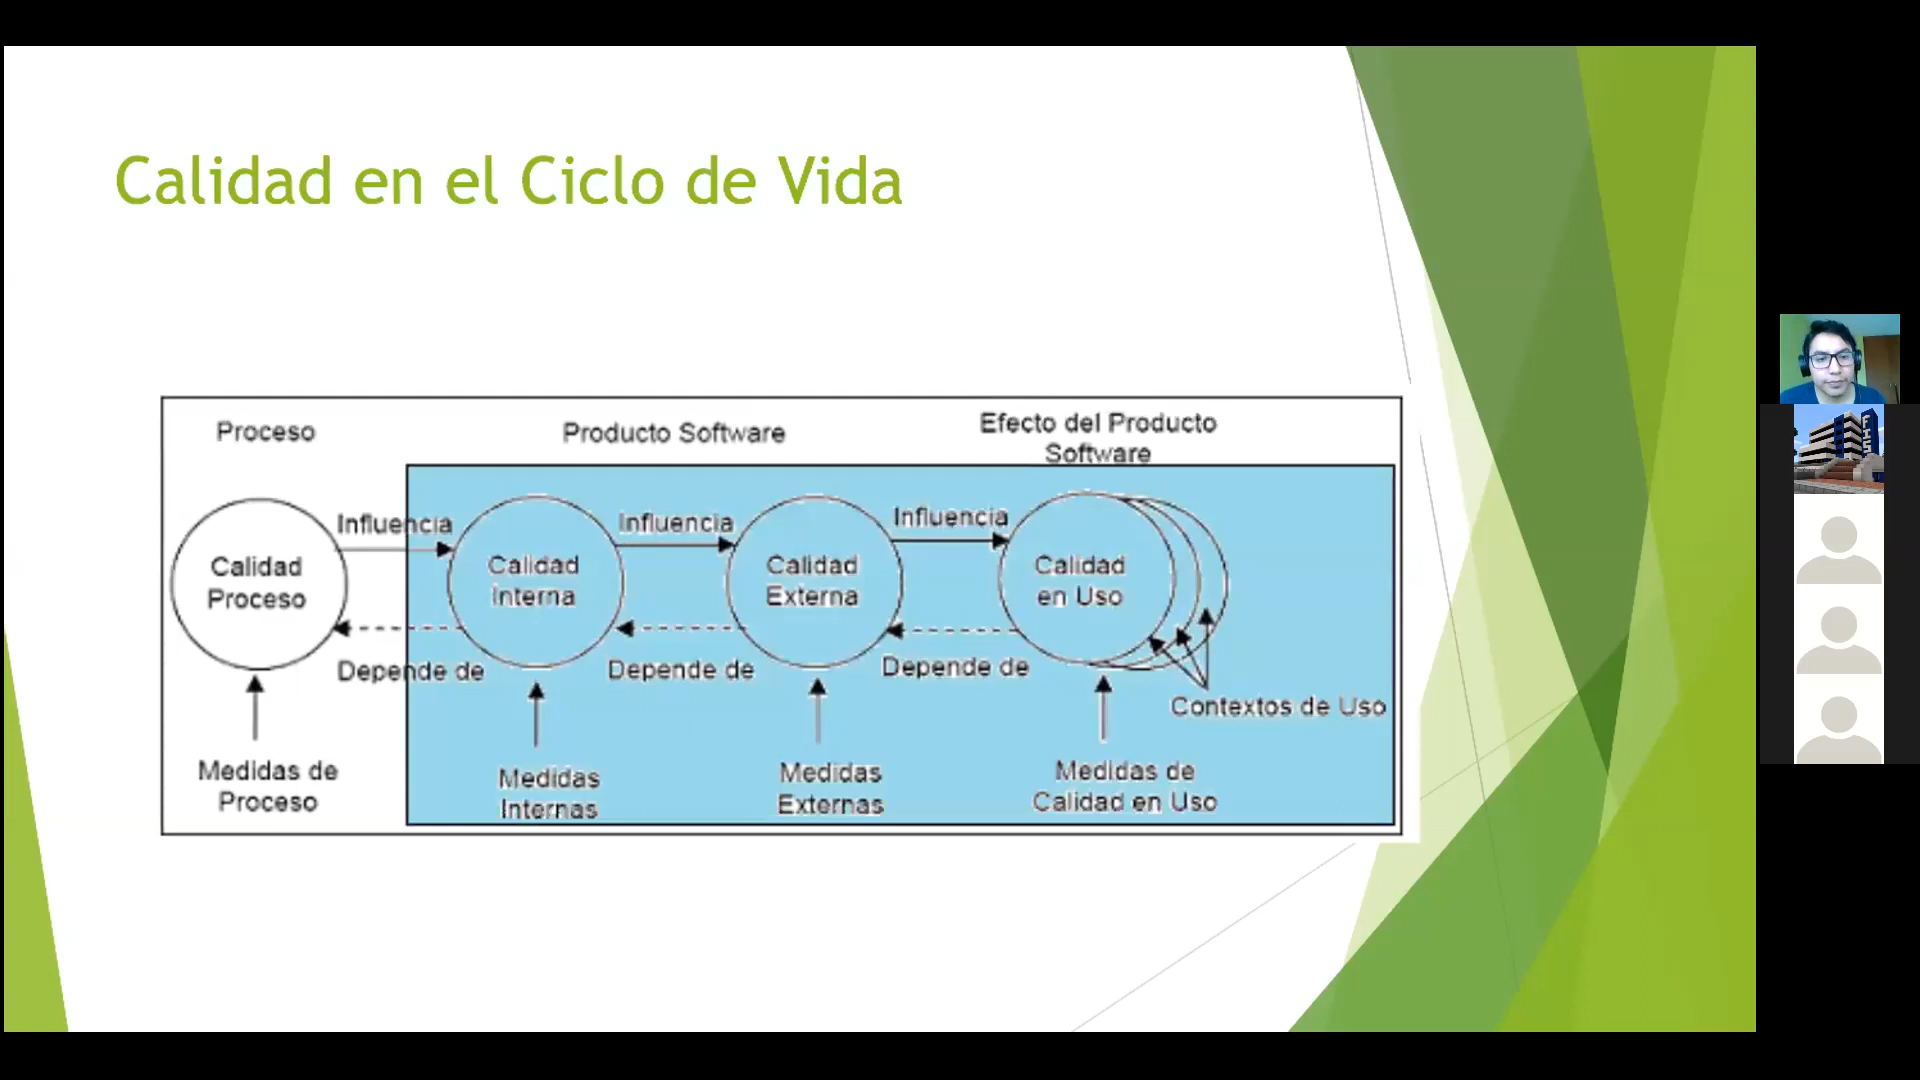 Calidad en el Ciclo de Vida
Proceso
Producto Software
Efecto del Producto
Software
Influencia
Influencia
Influencia
Calidad
Proceso
Calidad
interna
Calidad
Externa
Calidad
en Uso
Depende de
Depende de
Depende de
Contextos de Uso
Medidas de
Proceso
Medidas
Internas
Medidas
Externas
Medidas de
Calidad en Uso